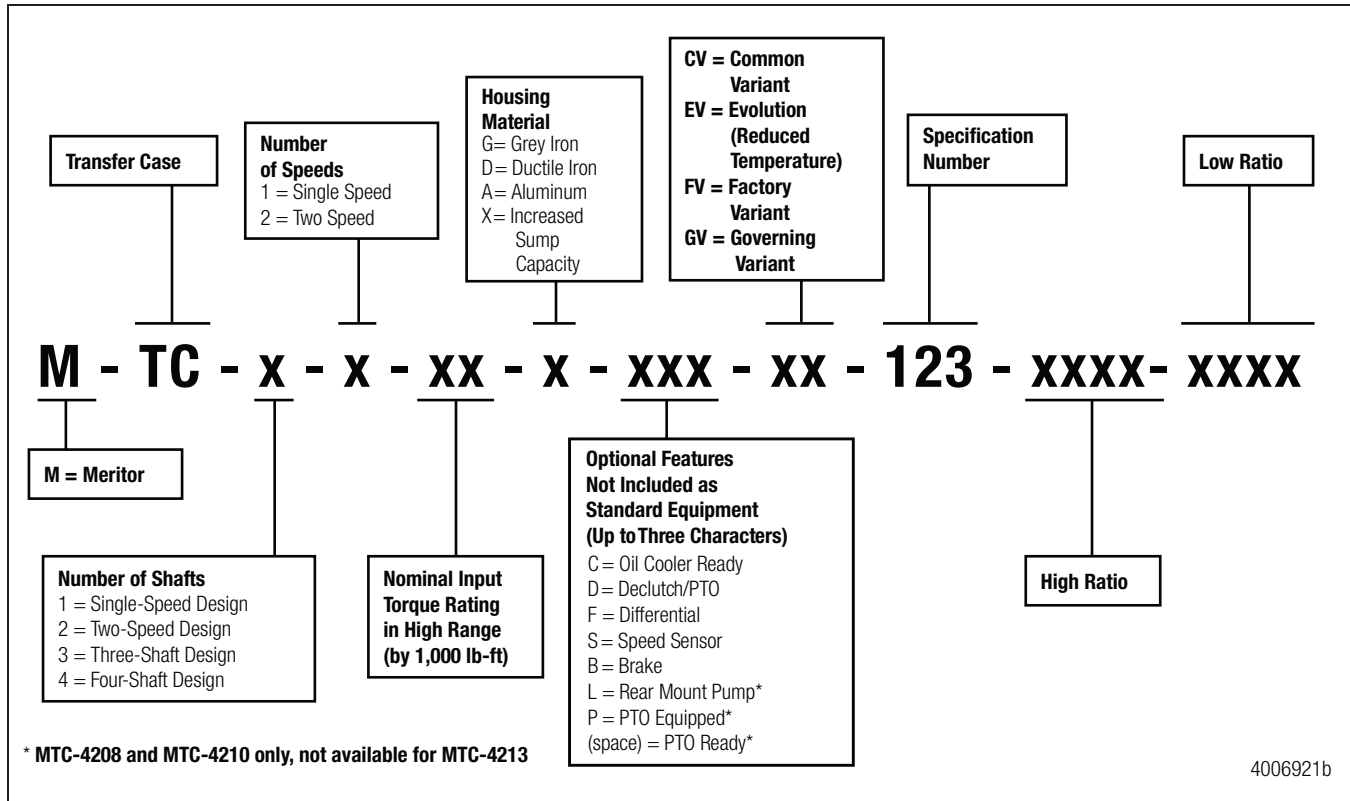 Transfer Case
Number
of Speeds
1 = Single Speed
2 = Two Speed
Housing
Material
G= Grey Iron
D = Ductile Iron
A= Aluminum
X= Increased
Sump
Capacity
CV = Common
Variant
EV = Evolution
(Reduced
Temperature)
FV = Factory
Variant
GV = Governing
Variant
Specification
Number
Low Ratio
M - TC - x - x - xx - x - xxx - xx - 123 - xxxx- xxxx
M = Meritor
Number of Shafts
1 = Single-Speed Design
2 = Two-Speed Design
3 = Three-Shaft Design
4 = Four-Shaft Design
Nominal Input
Torque Rating
in High Range
(by 1,000 lb-ft)
Optional Features
Not Included as
Standard Equipment
(Up to Three Characters)
C = Oil Cooler Ready
D = Declutch/PTO
F = Differential
S = Speed Sensor
B = Brake
L = Rear Mount Pump*
P = PTO Equipped*
(space) = PTO Ready*
High Ratio
* MTC-4208 and MTC-4210 only, not available for MTC-4213
4006921b